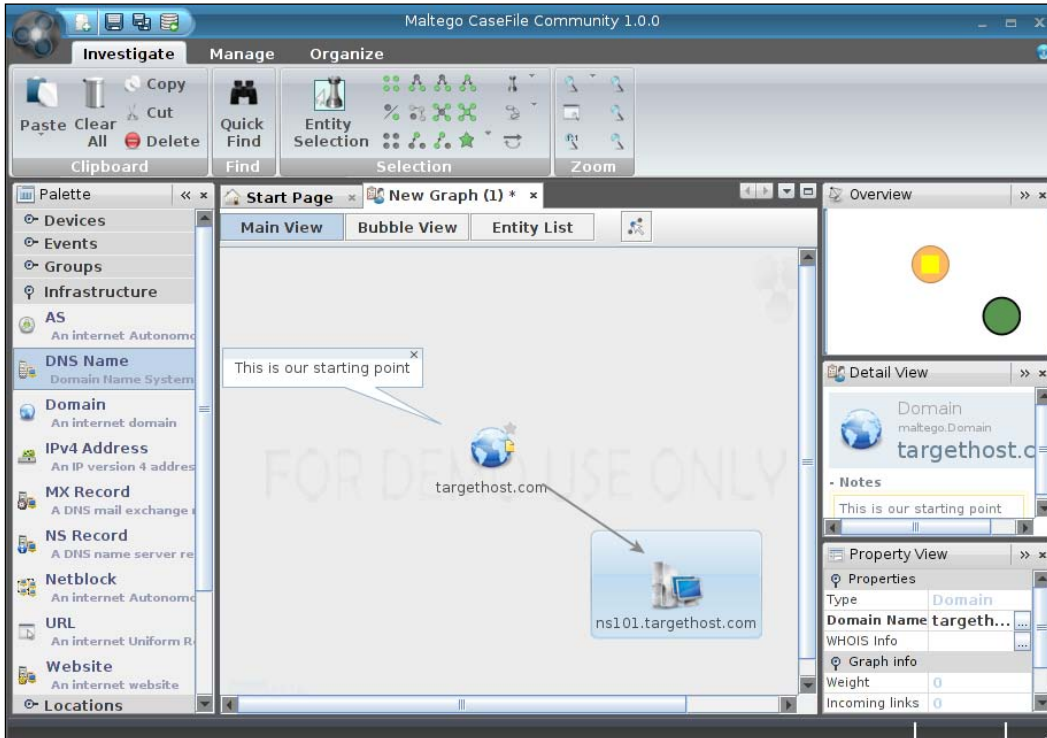 Maltego CaseFile Community 1.0.0
Investigate Manage Organize
Copy
Cut
Delete
Paste
Clear All
Clipboard
Quick Find
Find
Entity Selection
Selection
Zoom
Palette
Devices
Events
Groups
Infrastructure
AS
An internet Autonomo
DNS Name
Domain Name System
Domain
An internet domain
IPv4 Address
An IP version 4 addres
MX Record
A DNS mail exchange
NS Record
A DNS name server re
Netblock
An internet Autonomo
URL
An internet Uniform R
Website
An internet website
Locations
Start Page
New Graph (1) *
Main View Bubble View Entity List
This is our starting point
FOR DEMO USE ONLY
targethost.com
ns101.targethost.com
Overview
Detail View
Domain
maltego.Domain
targethost.c
- Notes
This is our starting point
Property View
Properties
Type Domain
Domain Name targeth... ...
WHOIS Info ...
Graph info
Weight 0
Incoming links 0